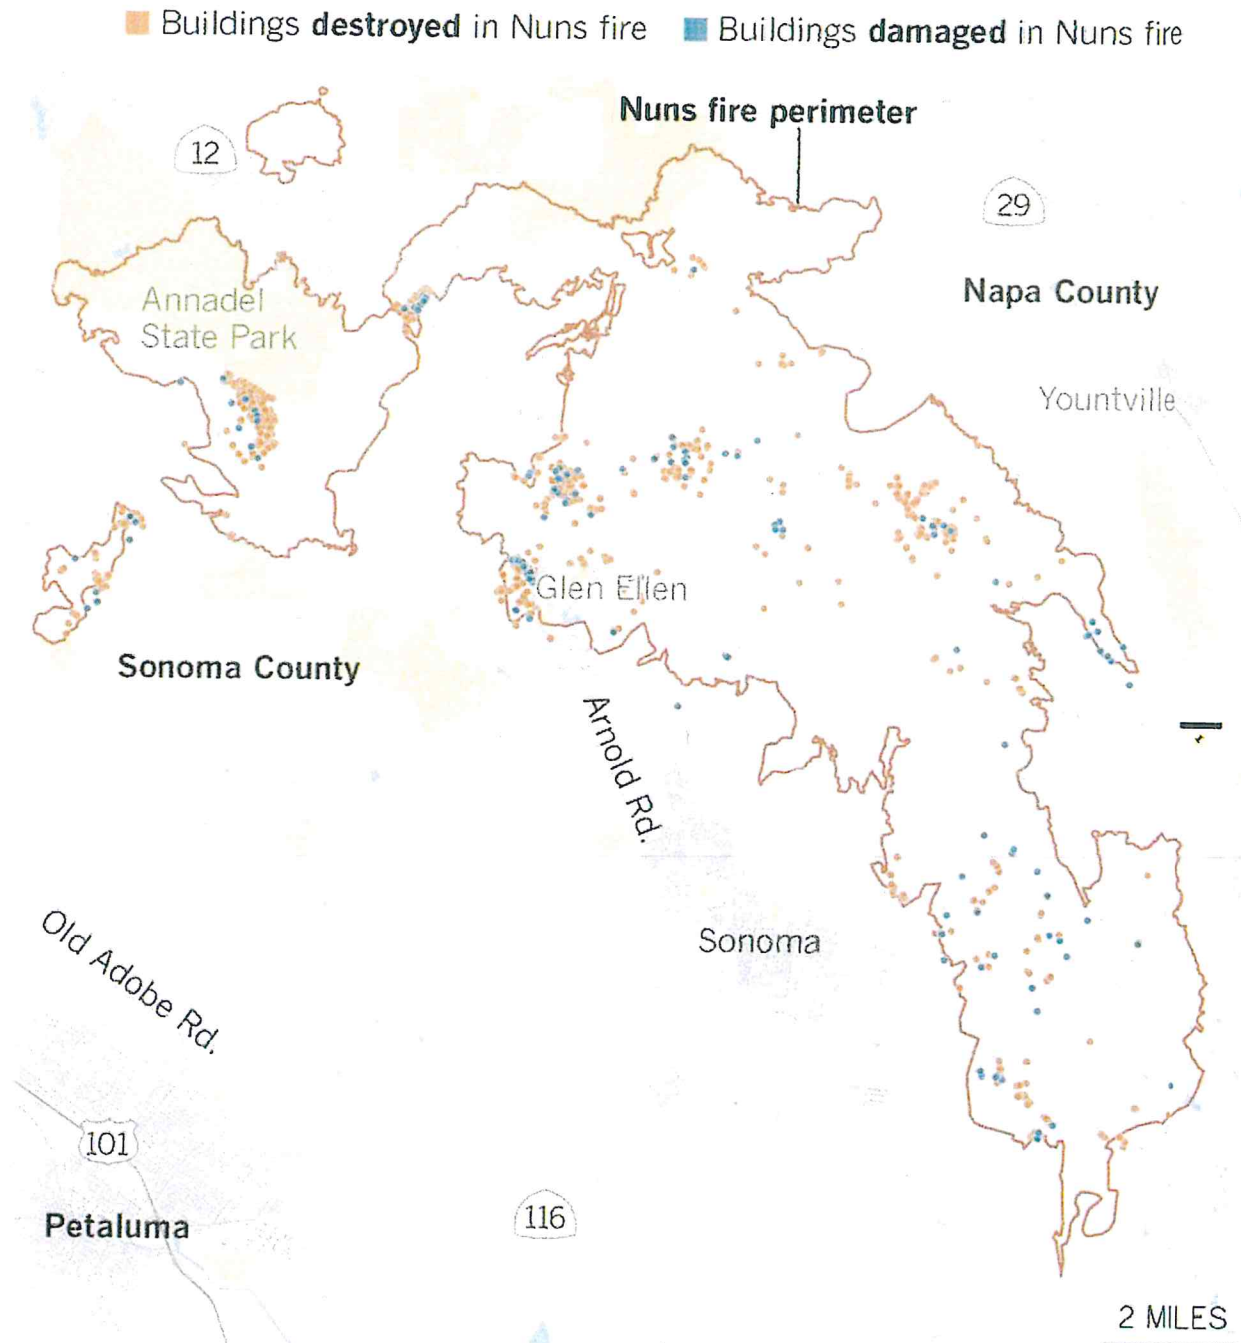 Buildings destroyed in Nuns fire
Buildings damaged in Nuns fire
Nuns fire perimeter
12
29
Napa County
Annadel
State Park
Yountville
Glen Ellen
Sonoma County
Arnold Rd.
Sonoma
Old Adobe Rd.
101
Petaluma
116
2 MILES